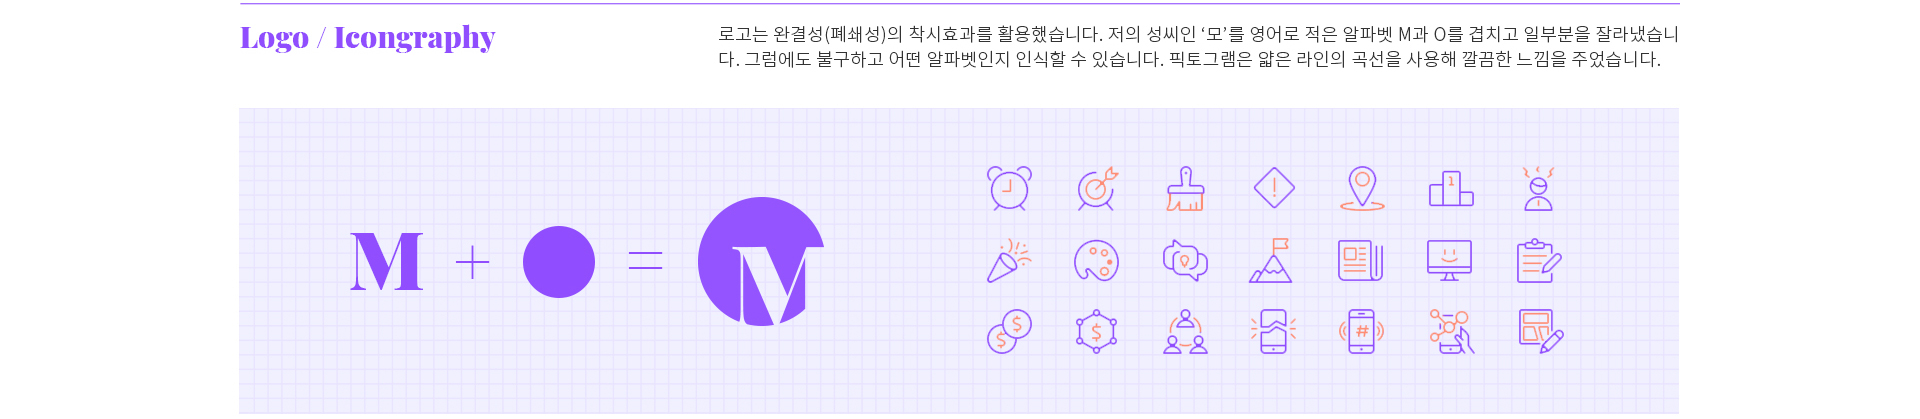 Logo / Icongraphy
로고는 완결성(폐쇄성)의 착시효과를 활용했습니다. 저의 성씨인 ‘모’를 영어로 적은 알파벳 M과 O를 겹치고 일부분을 잘라냈습니
다. 그럼에도 불구하고 어떤 알파벳인지 인식할 수 있습니다. 픽토그램은 얇은 라인의 곡선을 사용해 깔끔한 느낌을 주었습니다.
M + = M
1
$ $ $ #